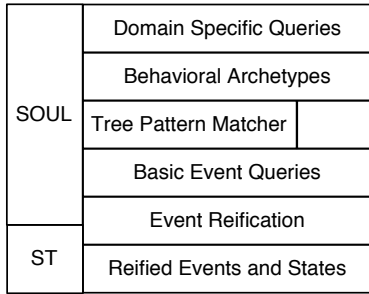 Domain Specific Queries
Behavioral Archetypes
SOUL
Tree Pattern Matcher
Basic Event Queries
Event Reification
ST
Reified Events and States